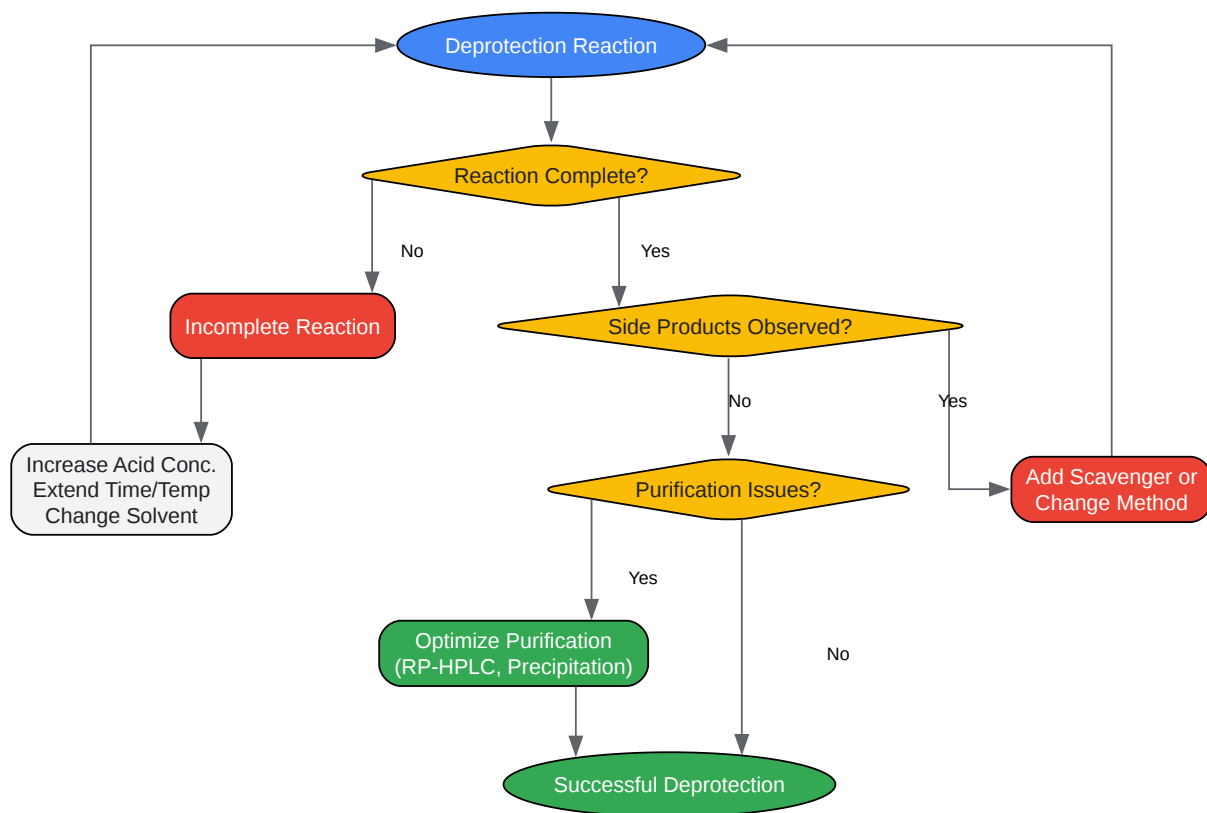 Deprotection Reaction
Reaction Complete?
No
Yes
Incomplete Reaction
Side Products Observed?
No
Yes
Increase Acid Conc.
Extend Time/Temp
Change Solvent
Purification Issues?
Add Scavenger or
Change Method
Yes
Optimize Purification
(RP-HPLC, Precipitation)
No
Successful Deprotection